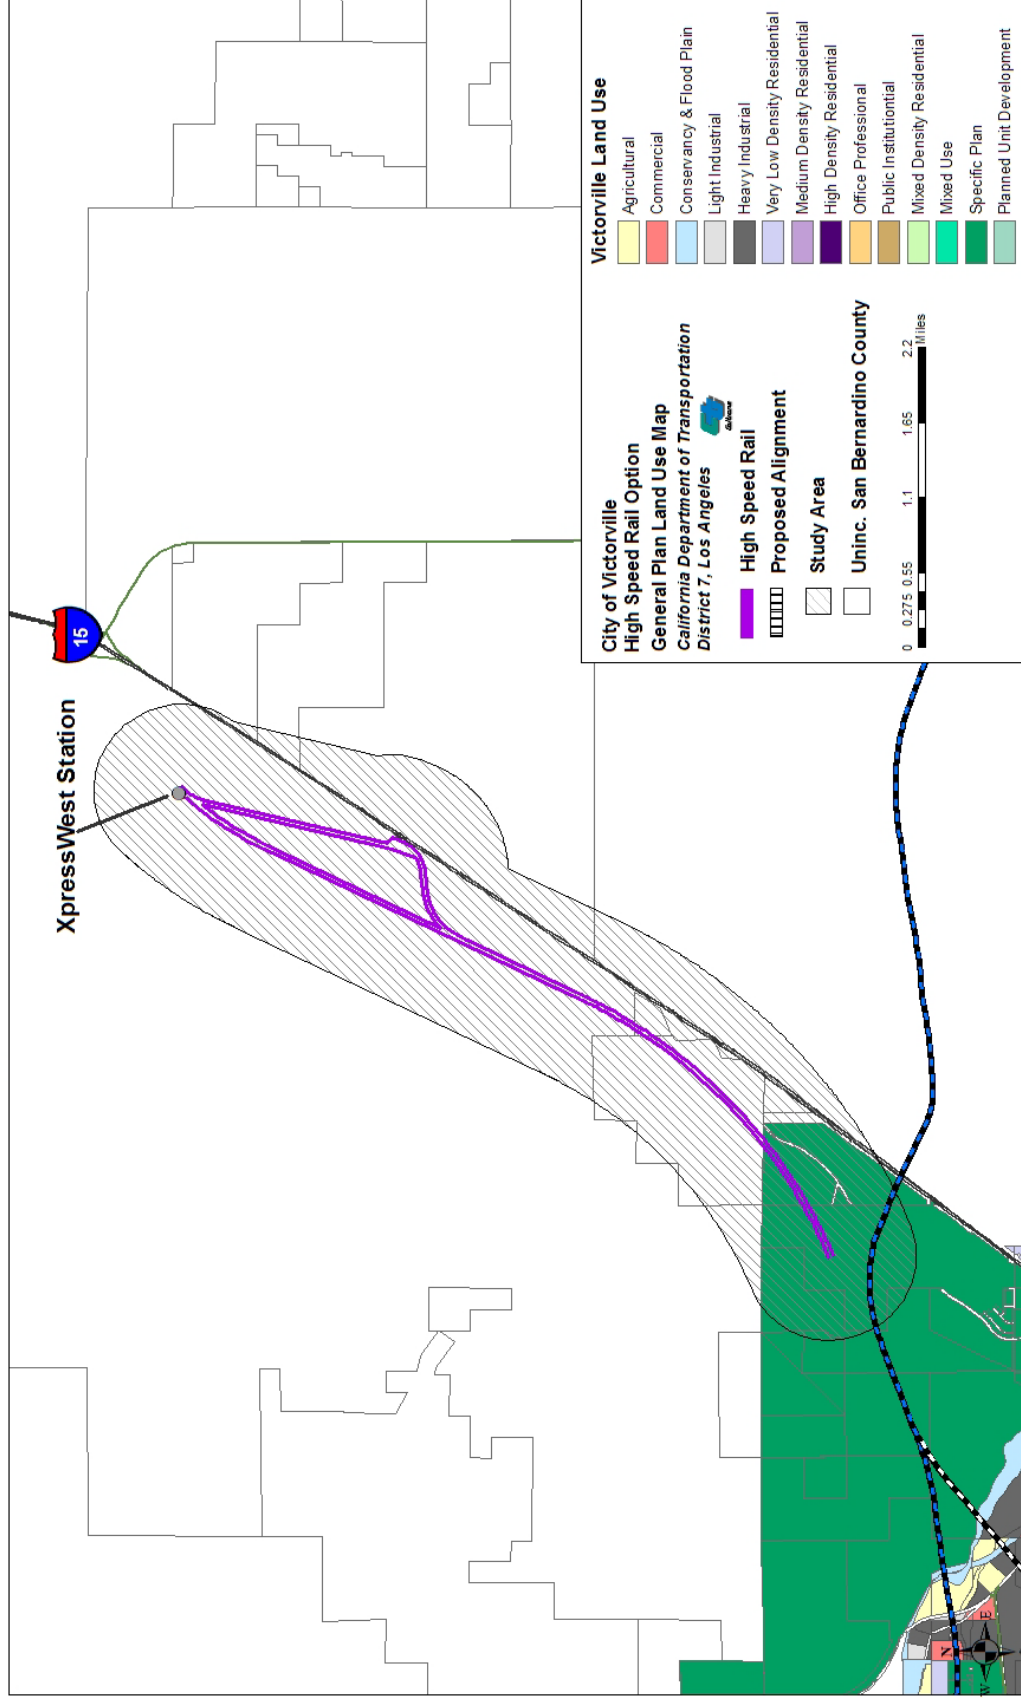 XpressWest Station
15
City of Victorville
High Speed Rail Option
General Plan Land Use Map
California Department of Transportation
District 7, Los Angeles
High Speed Rail
Proposed Alignment
Study Area
Uninc. San Bernardino County
0 0.275 0.55 1.1 1.65 2.2
Miles
Victorville Land Use
Agricultural
Commercial
Conservancy & Flood Plain
Light Industrial
Heavy Industrial
Very Low Density Residential
Medium Density Residential
High Density Residential
Office Professional
Public Institutiontial
Mixed Density Residential
Mixed Use
Specific Plan
Planned Unit Development
N
E
W